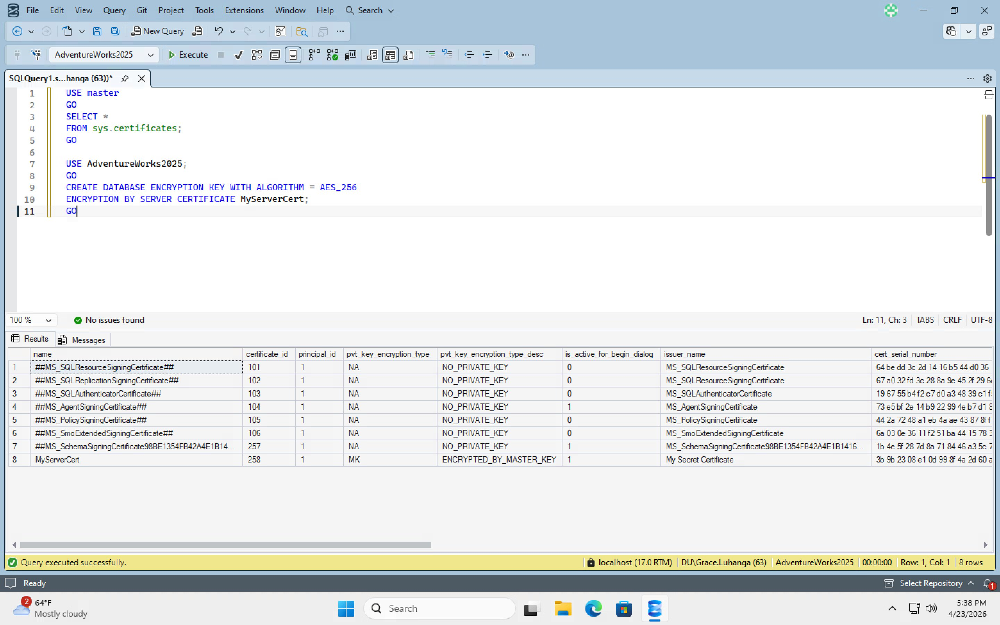 File Edit View Query Git Project Tools Extensions Window Help Search
New Query
AdventureWorks2025 Execute
SQLQuery1.s...hanga (63))*
1 USE master
2 GO
3 SELECT *
4 FROM sys.certificates;
5 GO
6
7 USE AdventureWorks2025;
8 GO
9 CREATE DATABASE ENCRYPTION KEY WITH ALGORITHM = AES_256
10 ENCRYPTION BY SERVER CERTIFICATE MyServerCert;
11 GO
100 % No issues found Ln: 11, Ch: 3 TABS CRLF UTF-8
Results Messages
name certificate_id principal_id pvt_key_encryption_type pvt_key_encryption_type_desc is_active_for_begin_dialog issuer_name cert_serial_number
1 ##MS_SQLResourceSigningCertificate## 101 1 NA NO_PRIVATE_KEY 0 MS_SQLResourceSigningCertificate 64 be dd 3c 2d 14 16 b5 44 d0 36
2 ##MS_SQLReplicationSigningCertificate## 102 1 NA NO_PRIVATE_KEY 0 MS_SQLResourceSigningCertificate 67 a0 32 fd 3c 28 8a 9e 45 2f 29
3 ##MS_SQLAuthenticatorCertificate## 103 1 NA NO_PRIVATE_KEY 0 MS_SQLAuthenticatorCertificate 19 67 55 b4 f2 c7 d0 a3 48 39 c1
4 ##MS_AgentSigningCertificate## 104 1 NA NO_PRIVATE_KEY 1 MS_AgentSigningCertificate 73 e5 bf 2e 14 b9 22 99 4e b7 d1
5 ##MS_PolicySigningCertificate## 105 1 NA NO_PRIVATE_KEY 0 MS_PolicySigningCertificate 44 2a 72 48 a1 eb 4a ae 43 87 8f
6 ##MS_SmoExtendedSigningCertificate## 106 1 NA NO_PRIVATE_KEY 0 MS_SmoExtendedSigningCertificate 6a 03 0e 36 11 f2 51 ba 44 15 78
7 ##MS_SchemaSigningCertificate98BE1354FB42A4E1B14... 257 1 NA NO_PRIVATE_KEY 1 MS_SchemaSigningCertificate98BE1354FB42A4E1B1416... 1b 4e 5f 28 7d 8a 71 84 46 a3 5c
8 MyServerCert 258 1 MK ENCRYPTED_BY_MASTER_KEY 1 My Secret Certificate 3b 9b 23 08 e1 0d 99 8f 4a 2d 60
Query executed successfully. localhost (17.0 RTM) DU\Grace.Luhanga (63) AdventureWorks2025 00:00:00 Row: 1, Col: 1 8 rows
Ready Select Repository 1
2 64°F
Mostly cloudy
Search
5:38 PM
4/23/2026